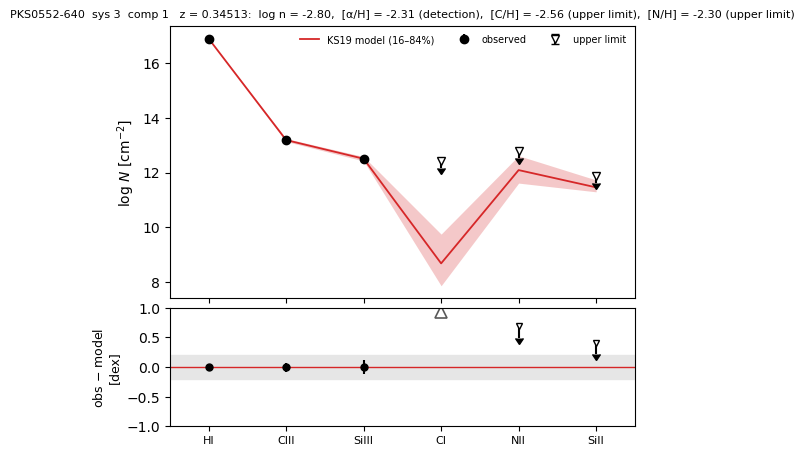 PKS0552-640  sys 3  comp 1   z = 0.34513:  log n = -2.80,  [α/H] = -2.31 (detection),  [C/H] = -2.56 (upper limit),  [N/H] = -2.30 (upper limit)
KS19 model (16–84%)
observed
upper limit
log N [cm⁻²]
16
14
12
10
8
obs − model
[dex]
1.0
0.5
0.0
−0.5
−1.0
HI
CIII
SiIII
CI
NII
SiII